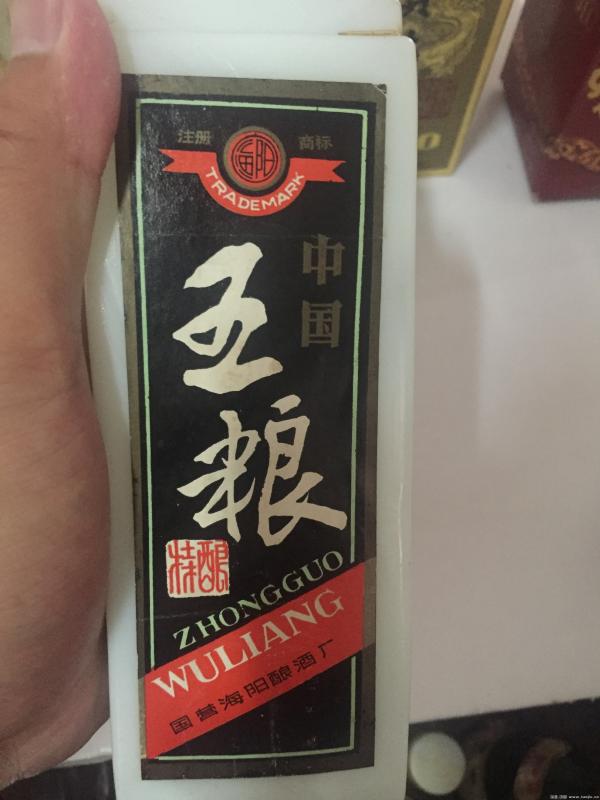 注册 商标
海阳
TRADEMARK
中国
五粮
特酿
ZHONGGUO
WULIANG
国营海阳酿酒厂